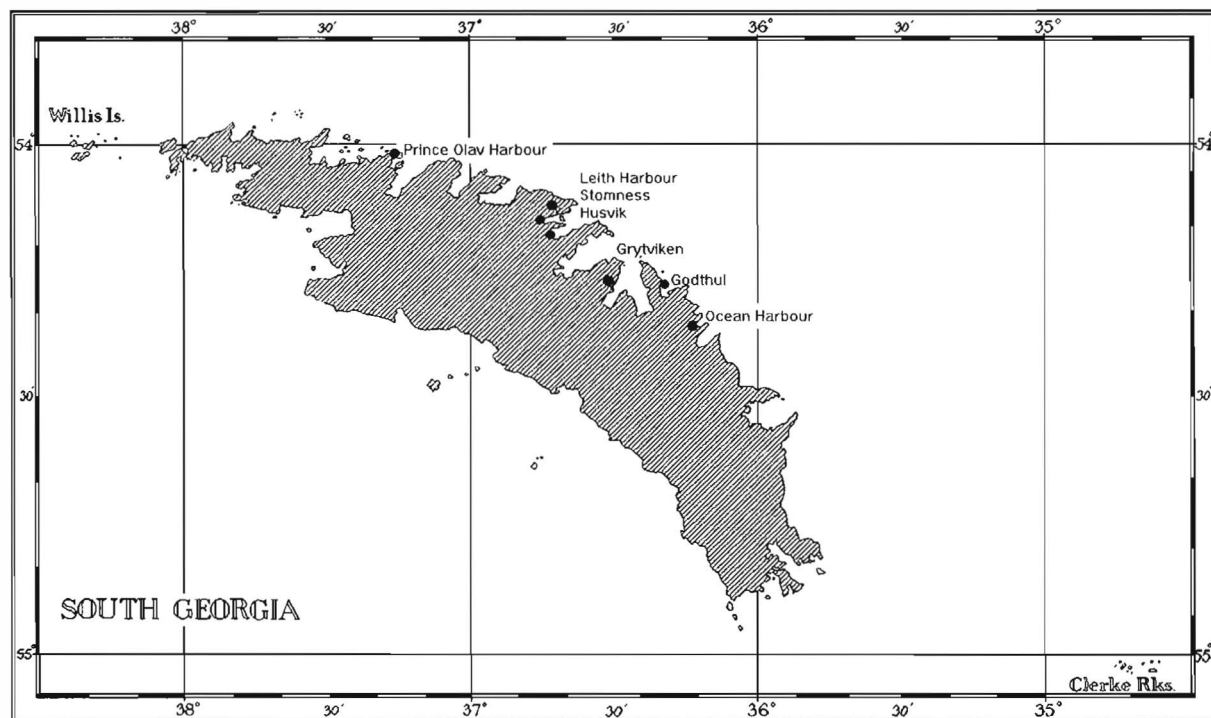 38° 30′ 37° 30′ 36° 30′ 35°
Willis Is.
54° 54°
Prince Olav Harbour
Leith Harbour
Stomness
Husvik
Grytviken
Godthul
Ocean Harbour
30′ 30′
SOUTH GEORGIA
55° 55°
Clerke Rks.
38° 30′ 37° 30′ 36° 30′ 35°